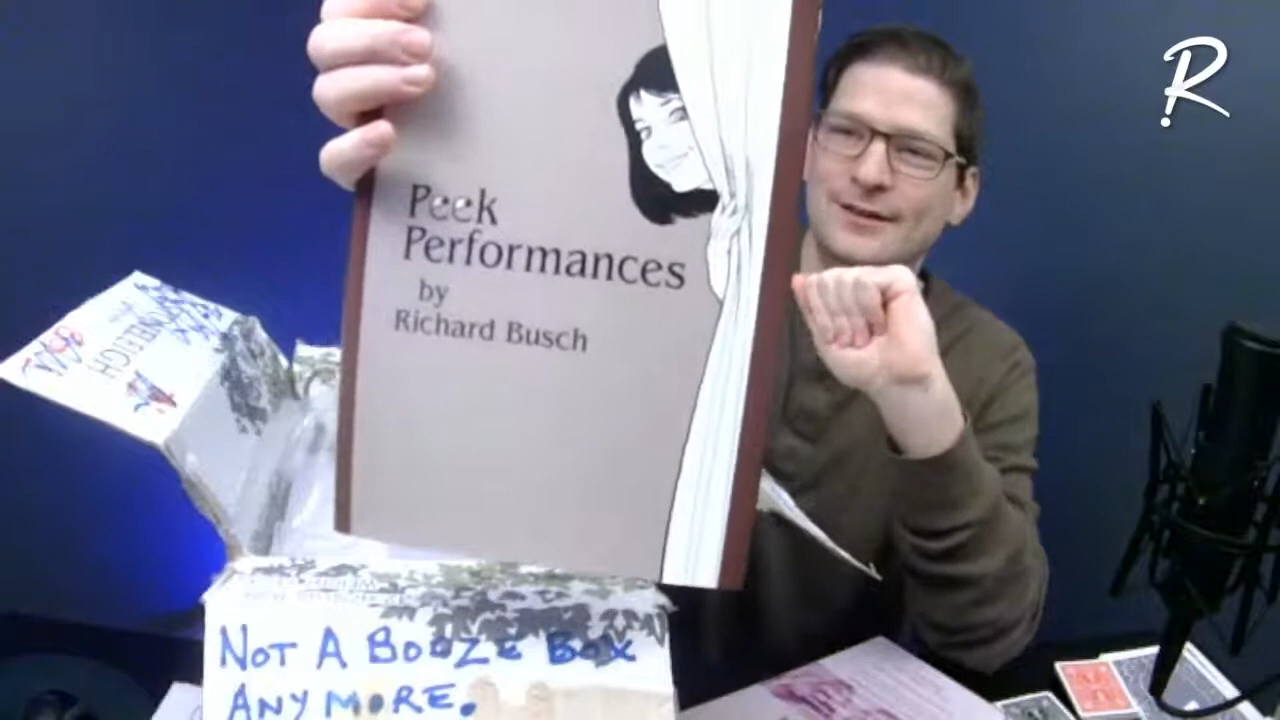 R
Peek
Performances
by
Richard Busch
NOT A BOOZE BOX
ANYMORE.